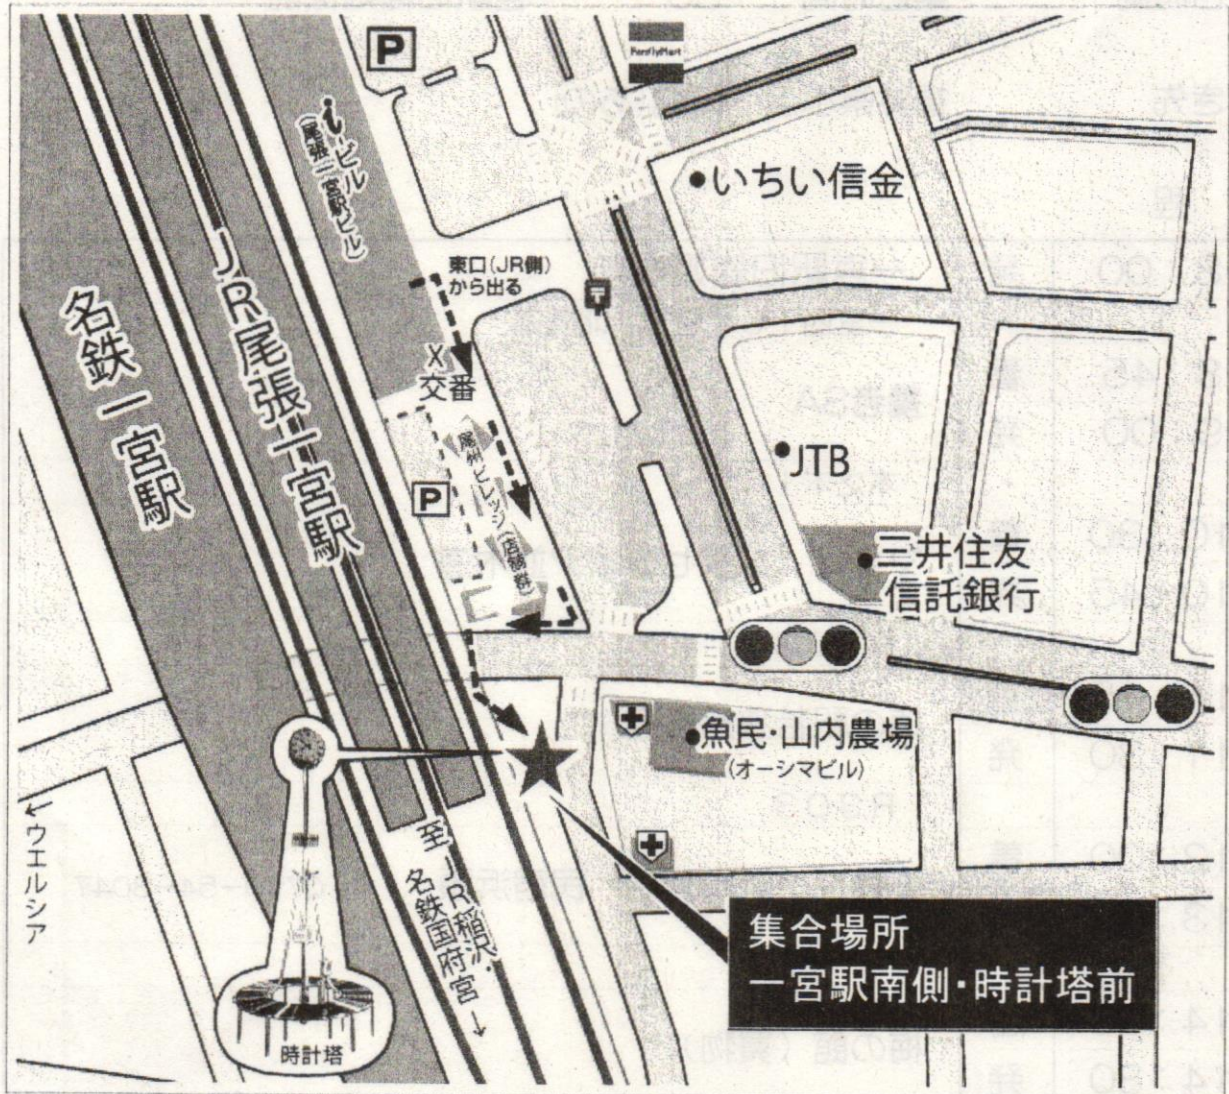 P
FamilyMart
iービル
(尾張一宮駅ビル)
いちい信金
東口(JR側)
から出る
〒
JR尾張一宮駅
名鉄一宮駅
X
交番
JTB
尾州ビレッジ(店舗群)
P
三井住友
信託銀行
魚民・山内農場
(オーシマビル)
←ウエルシア
至JR稲沢・
名鉄国府宮→
集合場所
一宮駅南側・時計塔前
時計塔